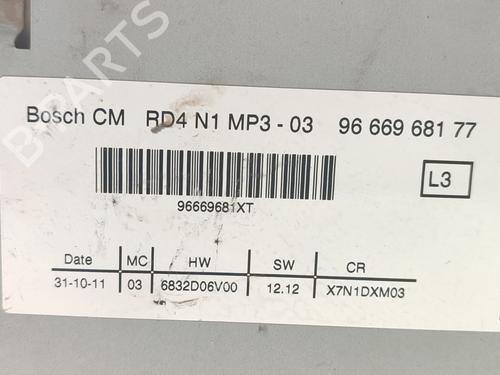 Bosch CM RD4 N1 MP3 - 03 96 669 681 77
L3
96669681XT
Date MC HW SW CR
31-10-11 03 6832D06V00 12.12 X7N1DXM03
B-PARTS